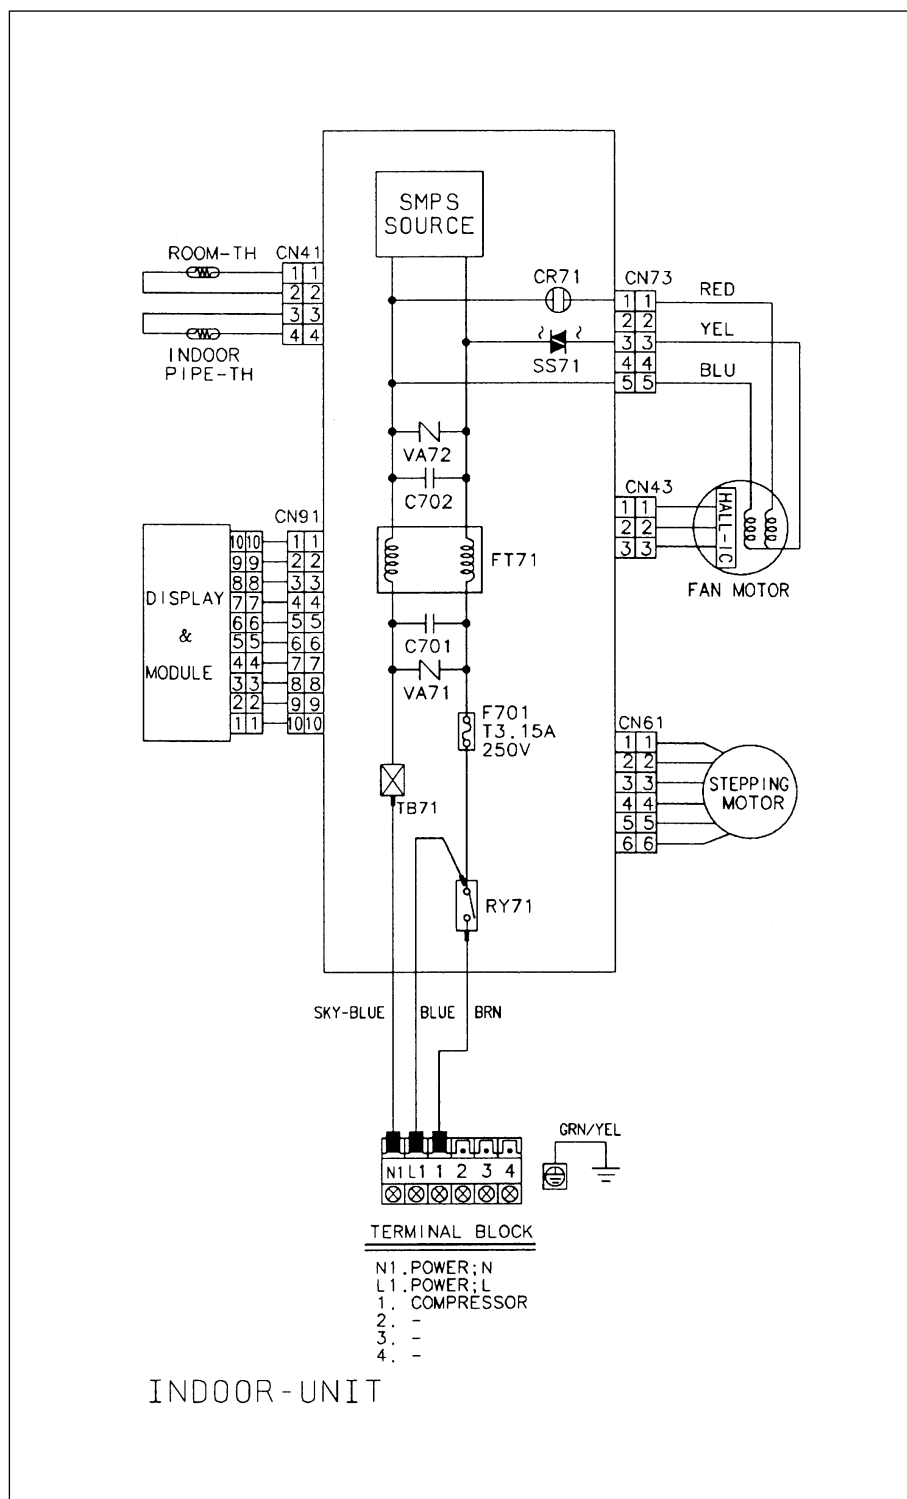 SMPS
SOURCE
ROOM-TH
CN41
1 1
2 2
3 3
4 4
INDOOR
PIPE-TH
CR71
CN73
1 1
2 2
3 3
4 4
5 5
RED
YEL
BLU
SS71
VA72
C702
CN43
1 1
2 2
3 3
HALL-IC
FAN MOTOR
CN91
10 10
9 9
8 8
7 7
6 6
5 5
4 4
3 3
2 2
1 1
1 1
2 2
3 3
4 4
5 5
6 6
7 7
8 8
9 9
10 10
DISPLAY
&
MODULE
FT71
C701
VA71
F701
T3.15A
250V
CN61
1 1
2 2
3 3
4 4
5 5
6 6
STEPPING
MOTOR
TB71
RY71
SKY-BLUE
BLUE
BRN
GRN/YEL
N1 L1 1 2 3 4
TERMINAL BLOCK
N1.POWER;N
L1.POWER;L
1. COMPRESSOR
2. -
3. -
4. -
INDOOR-UNIT